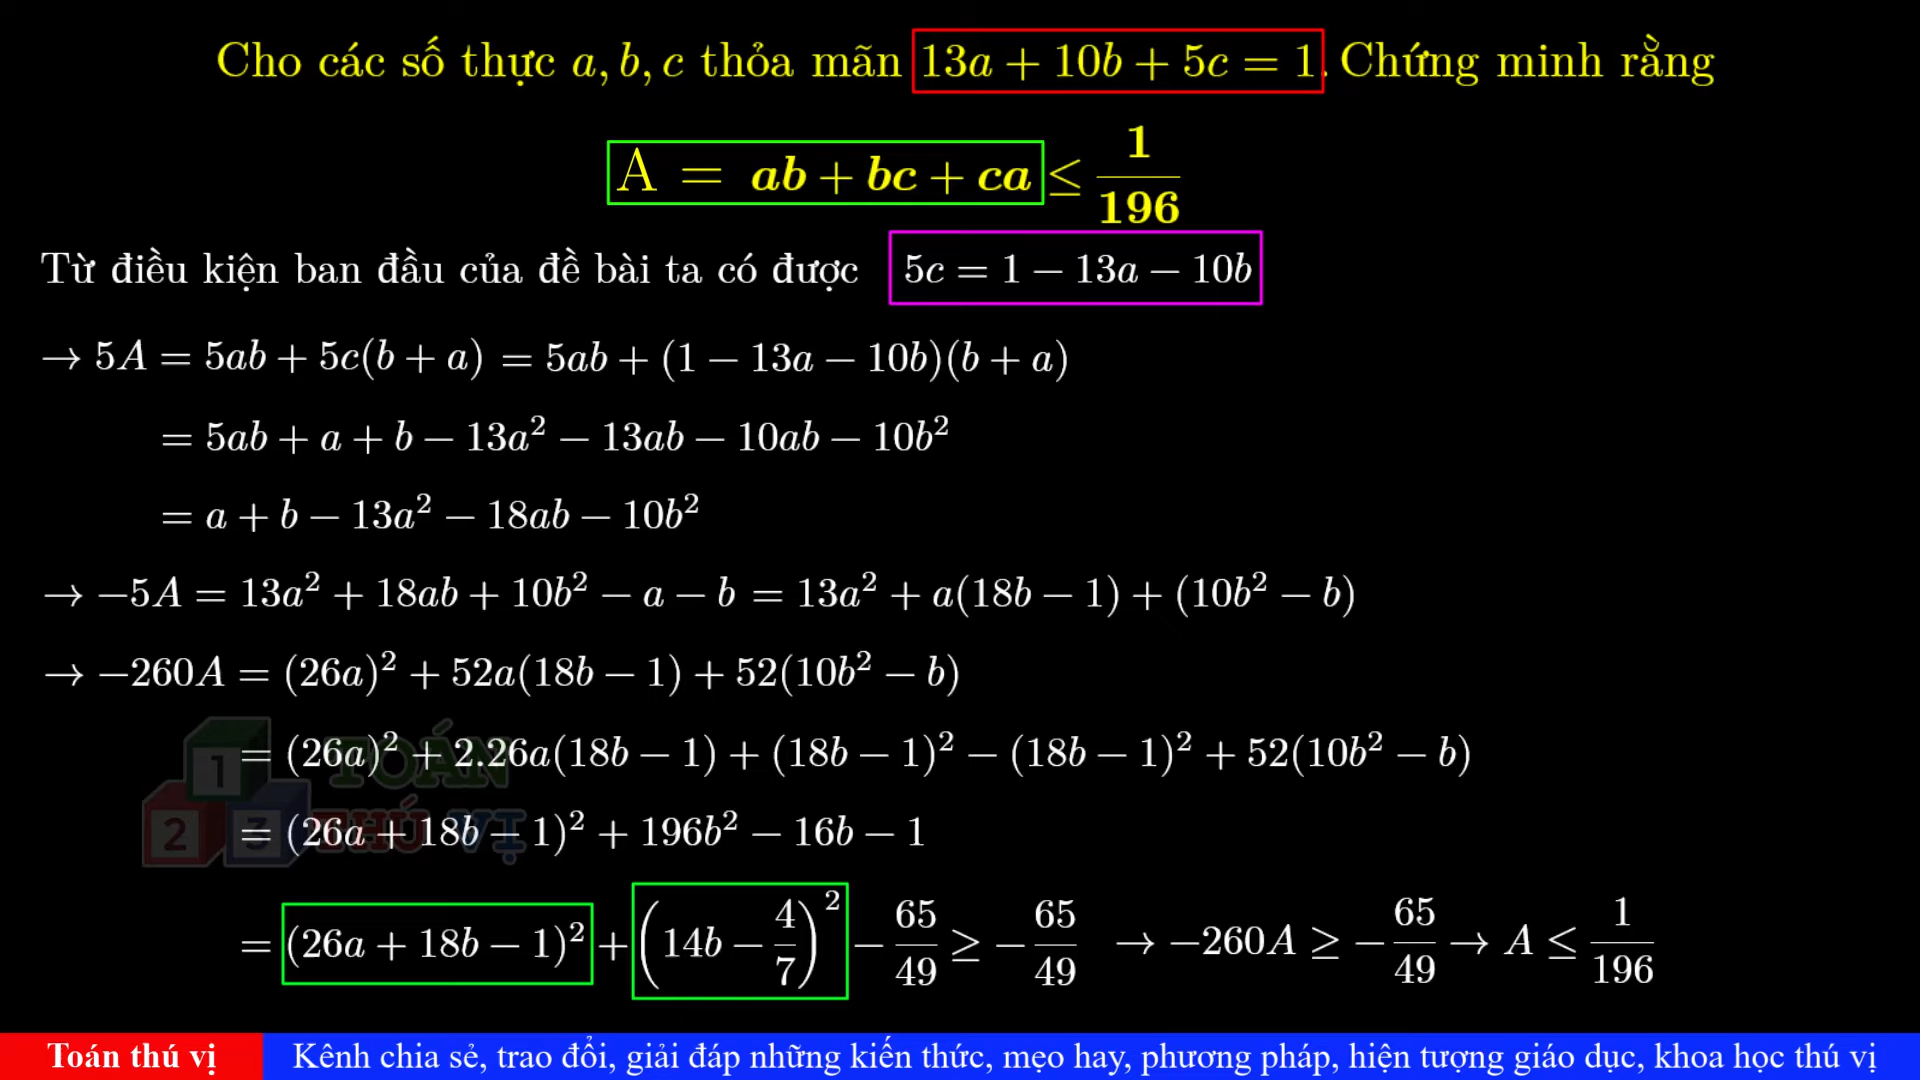 Cho các số thực a, b, c thỏa mãn 13a + 10b + 5c = 1. Chứng minh rằng
A = ab + bc + ca ≤ 1/196
Từ điều kiện ban đầu của đề bài ta có được 5c = 1 − 13a − 10b
→ 5A = 5ab + 5c(b + a) = 5ab + (1 − 13a − 10b)(b + a)
= 5ab + a + b − 13a² − 13ab − 10ab − 10b²
= a + b − 13a² − 18ab − 10b²
→ −5A = 13a² + 18ab + 10b² − a − b = 13a² + a(18b − 1) + (10b² − b)
→ −260A = (26a)² + 52a(18b − 1) + 52(10b² − b)
= (26a)² + 2.26a(18b − 1) + (18b − 1)² − (18b − 1)² + 52(10b² − b)
= (26a + 18b − 1)² + 196b² − 16b − 1
= (26a + 18b − 1)² + (14b − 4/7)² − 65/49 ≥ − 65/49 → −260A ≥ − 65/49 → A ≤ 1/196
1 TOÁN
2 3 THÚ VỊ
Toán thú vị Kênh chia sẻ, trao đổi, giải đáp những kiến thức, mẹo hay, phương pháp, hiện tượng giáo dục, khoa học thú vị